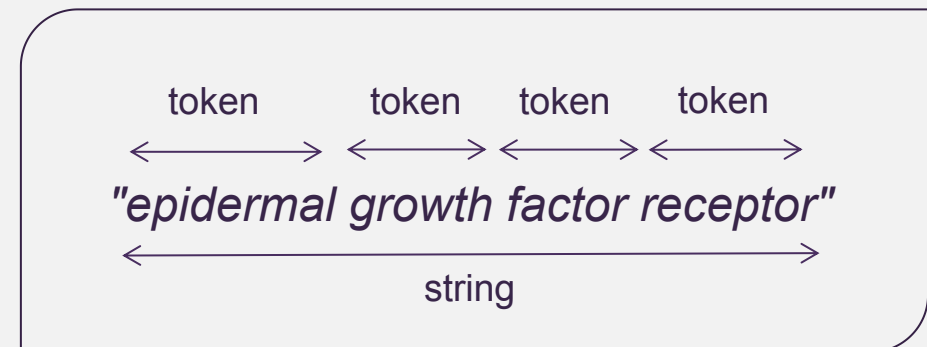 token token token token
"epidermal growth factor receptor"
string